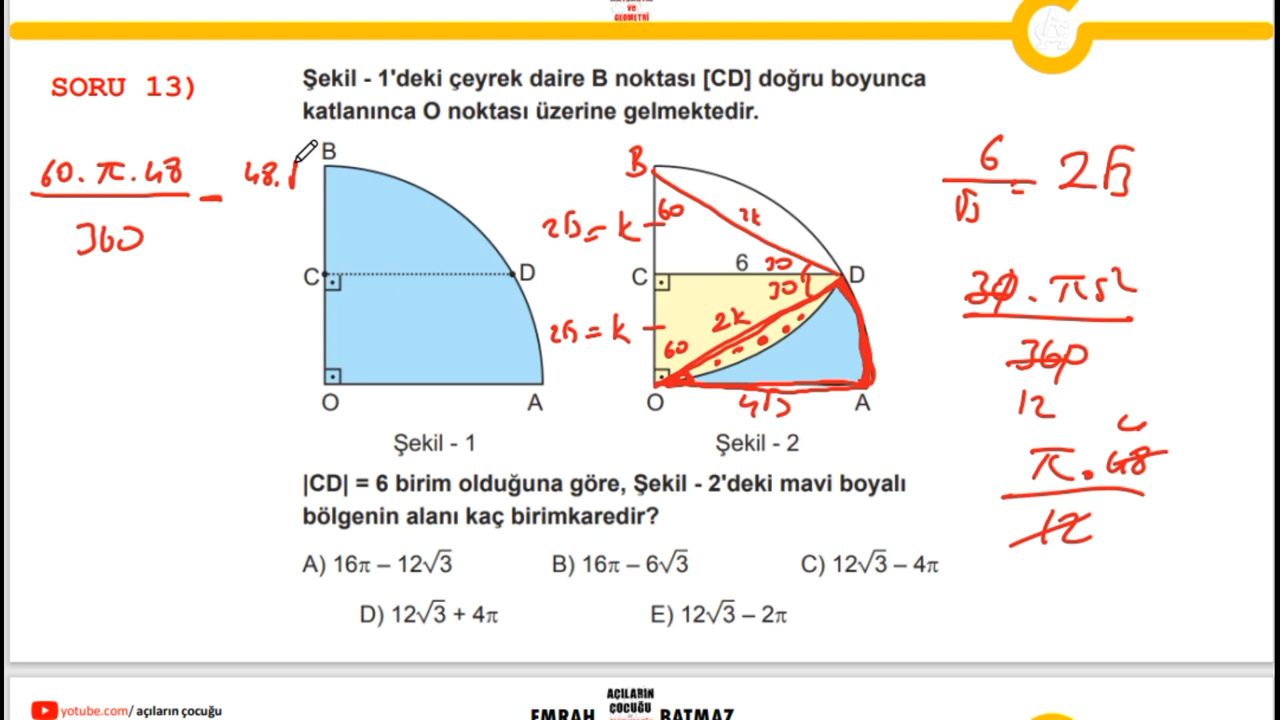 VE
GEOMETRİ
SORU 13)
Şekil - 1'deki çeyrek daire B noktası [CD] doğru boyunca
katlanınca O noktası üzerine gelmektedir.
60.π.48
360
-
48.√
B
C
D
O
A
Şekil - 1
B
60
2k
2√3 = k
C
6
30
D
30
2√3 = k
2k
60
O
4√3
A
Şekil - 2
6
√3
= 2√3
30.πr²
360
12
4
π.48
12
|CD| = 6 birim olduğuna göre, Şekil - 2'deki mavi boyalı
bölgenin alanı kaç birimkaredir?
A) 16π – 12√3 B) 16π – 6√3 C) 12√3 – 4π
D) 12√3 + 4π E) 12√3 – 2π
yotube.com/ açıların çocuğu
AÇILARIN
ÇOCUĞU
EMRAH BATMAZ